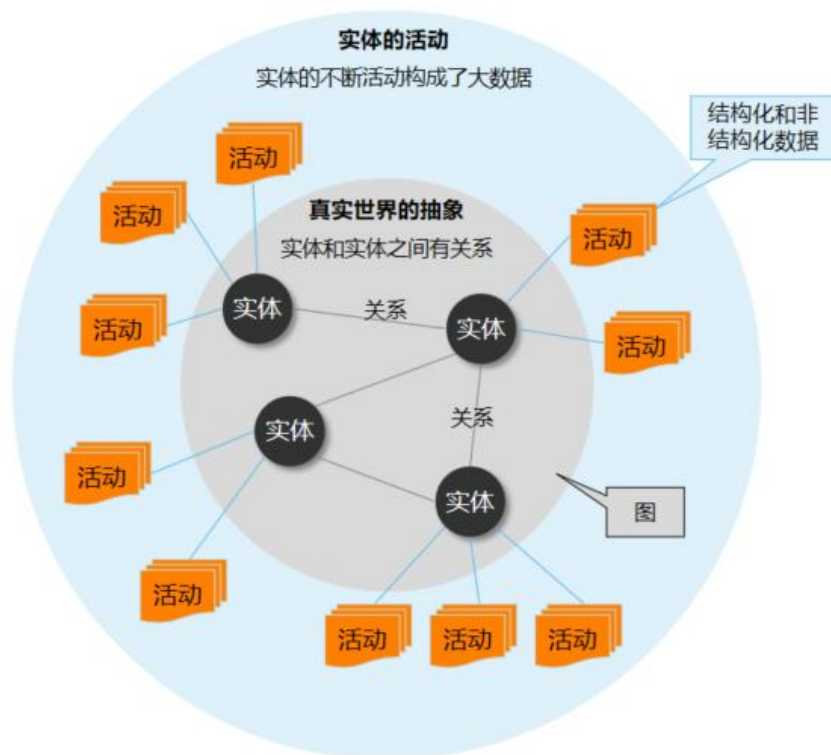 实体的活动
实体的不断活动构成了大数据
结构化和非
结构化数据
活动
活动
真实世界的抽象
活动
实体和实体之间有关系
实体
关系
实体
活动
活动
实体
关系
活动
实体
图
活动
活动
活动
活动